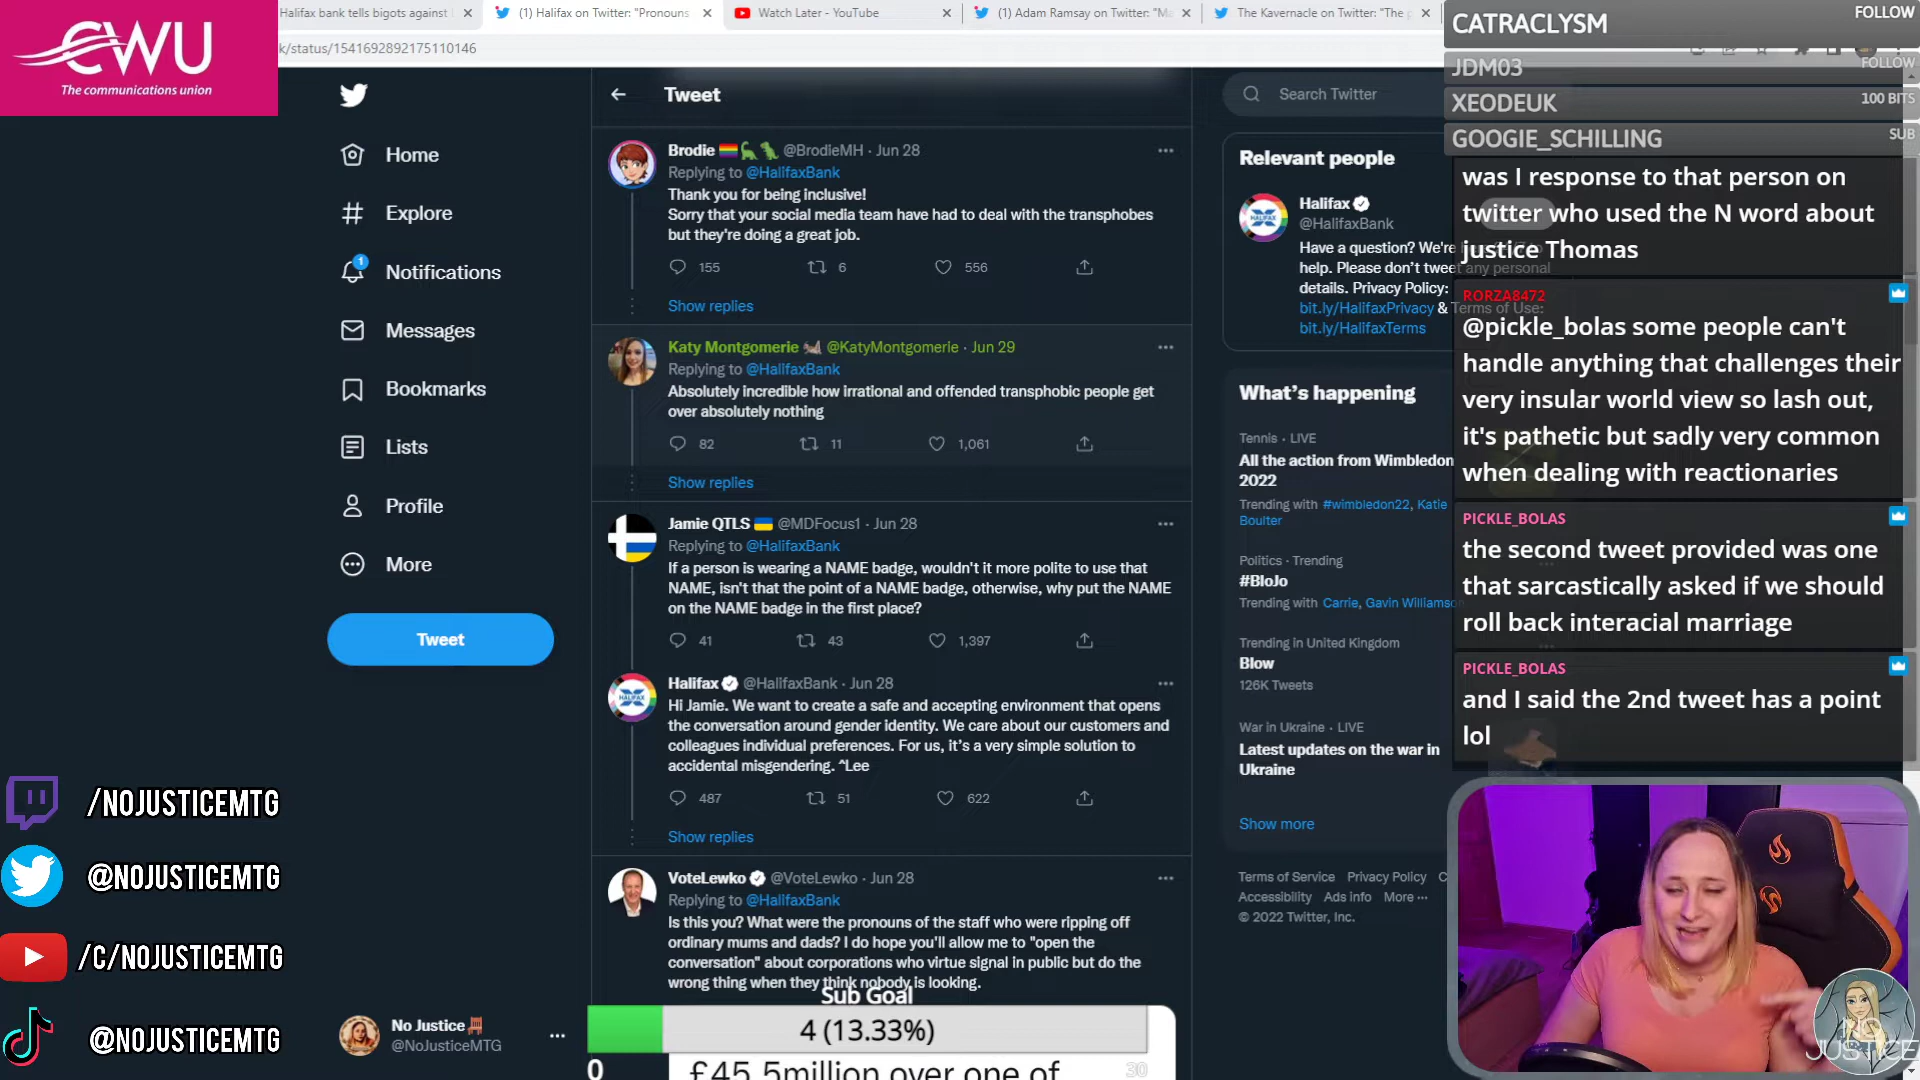 CWU
The communications union
Halifax bank tells bigots against
(1) Halifax on Twitter: "Pronouns
Watch Later - YouTube
(1) Adam Ramsay on Twitter: "Ma
The Kavernacle on Twitter: "The p
k/status/1541692892175110146
Home
Explore
1
Notifications
Messages
Bookmarks
Lists
Profile
More
Tweet
No Justice
@NoJusticeMTG
/NOJUSTICEMTG
@NOJUSTICEMTG
/C/NOJUSTICEMTG
@NOJUSTICEMTG
Tweet
Brodie @BrodieMH · Jun 28
Replying to @HalifaxBank
Thank you for being inclusive!
Sorry that your social media team have had to deal with the transphobes
but they're doing a great job.
155 6 556
Show replies
Katy Montgomerie @KatyMontgomerie · Jun 29
Replying to @HalifaxBank
Absolutely incredible how irrational and offended transphobic people get
over absolutely nothing
82 11 1,061
Show replies
Jamie QTLS @MDFocus1 · Jun 28
Replying to @HalifaxBank
If a person is wearing a NAME badge, wouldn't it more polite to use that
NAME, isn't that the point of a NAME badge, otherwise, why put the NAME
on the NAME badge in the first place?
41 43 1,397
Halifax @HalifaxBank · Jun 28
Hi Jamie. We want to create a safe and accepting environment that opens
the conversation around gender identity. We care about our customers and
colleagues individual preferences. For us, it's a very simple solution to
accidental misgendering. ^Lee
487 51 622
Show replies
VoteLewko @VoteLewko · Jun 28
Replying to @HalifaxBank
Is this you? What were the pronouns of the staff who were ripping off
ordinary mums and dads? I do hope you'll allow me to "open the
conversation" about corporations who virtue signal in public but do the
wrong thing when they think nobody is looking.
Sub Goal
4 (13.33%)
0
30
£45.5million over one of
Search Twitter
Relevant people
Halifax
@HalifaxBank
Have a question? We're
help. Please don't tweet any personal
details. Privacy Policy:
bit.ly/HalifaxPrivacy & Terms of Use:
bit.ly/HalifaxTerms
What's happening
Tennis · LIVE
All the action from Wimbledon
2022
Trending with #wimbledon22, Katie
Boulter
Politics · Trending
#BloJo
Trending with Carrie, Gavin Williamso
Trending in United Kingdom
Blow
126K Tweets
War in Ukraine · LIVE
Latest updates on the war in
Ukraine
Show more
Terms of Service Privacy Policy C
Accessibility Ads info More
© 2022 Twitter, Inc.
CATRACLYSM FOLLOW
JDM03 FOLLOW
XEODEUK 100 BITS
GOOGIE_SCHILLING SUB
was I response to that person on
twitter who used the N word about
justice Thomas
RORZA8472
@pickle_bolas some people can't
handle anything that challenges their
very insular world view so lash out,
it's pathetic but sadly very common
when dealing with reactionaries
PICKLE_BOLAS
the second tweet provided was one
that sarcastically asked if we should
roll back interacial marriage
PICKLE_BOLAS
and I said the 2nd tweet has a point
lol
NO
JUSTICE